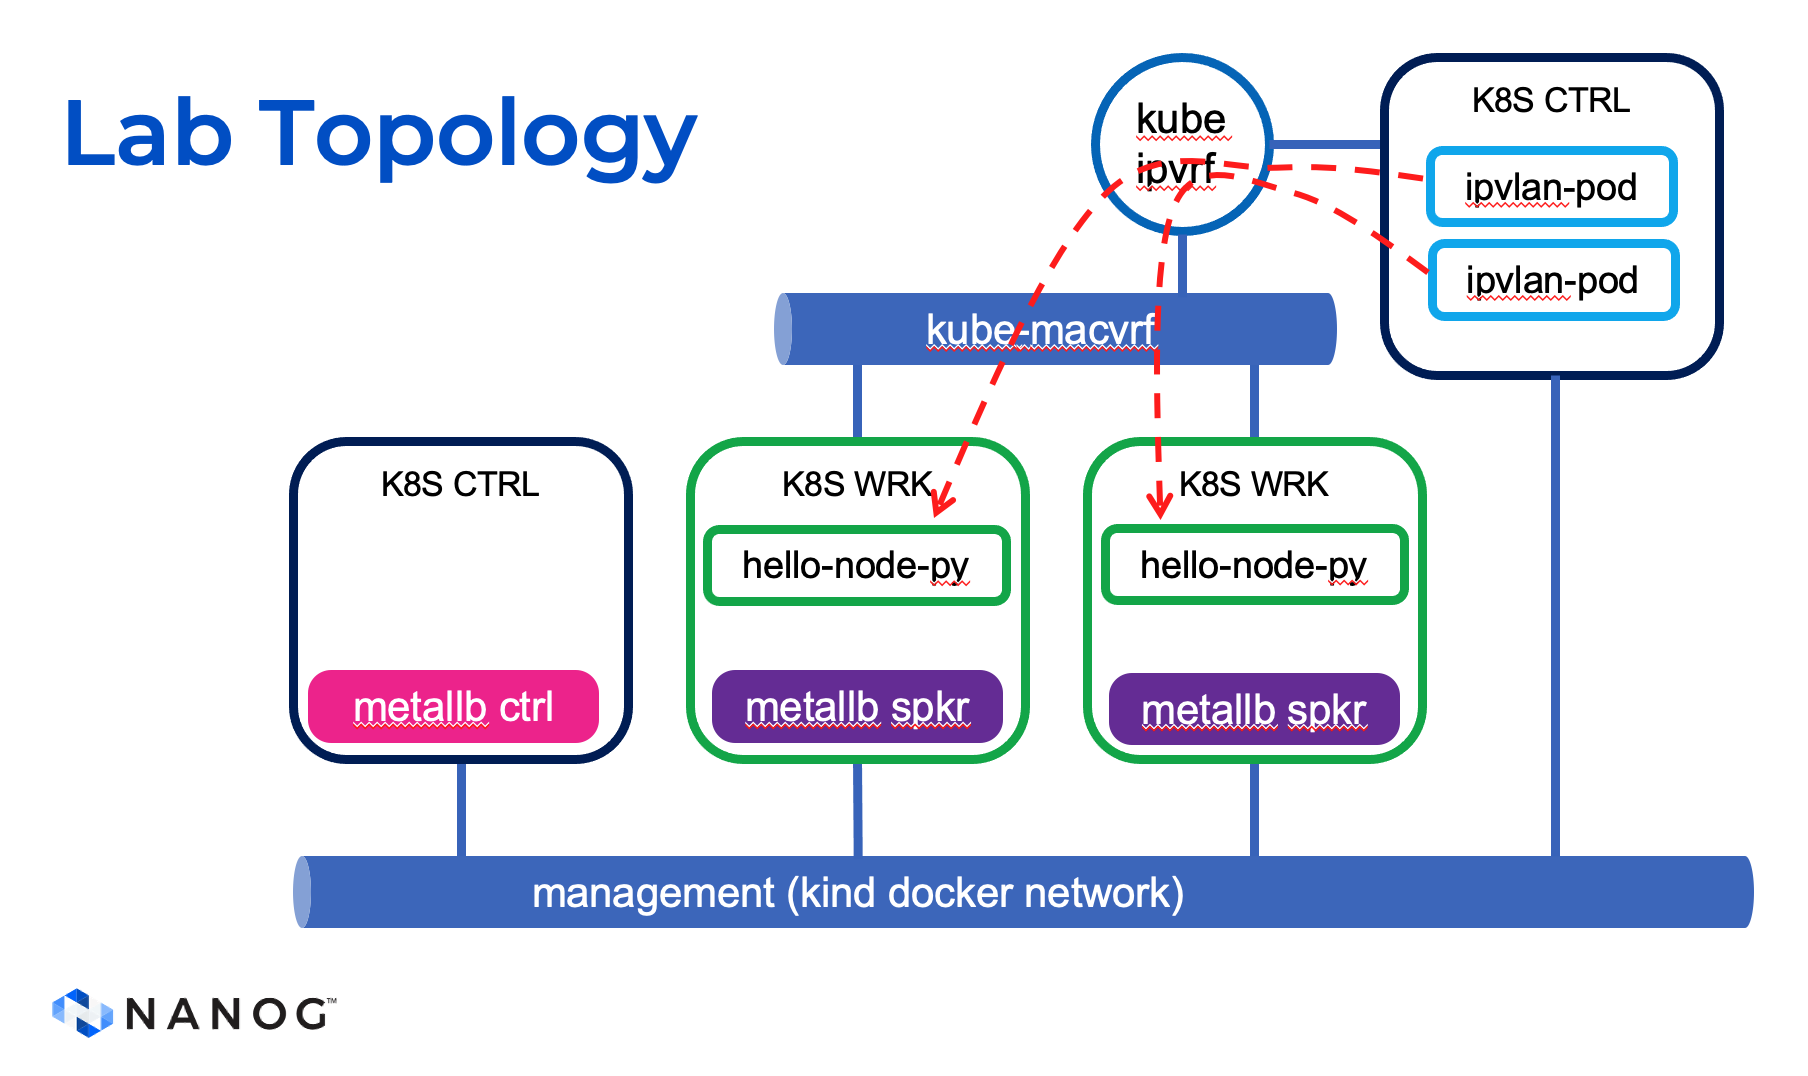 Lab Topology
kube
ipvrf
K8S CTRL
ipvlan-pod
ipvlan-pod
kube-macvrf
K8S CTRL
metallb ctrl
K8S WRK
hello-node-py
metallb spkr
K8S WRK
hello-node-py
metallb spkr
management (kind docker network)
NANOG™